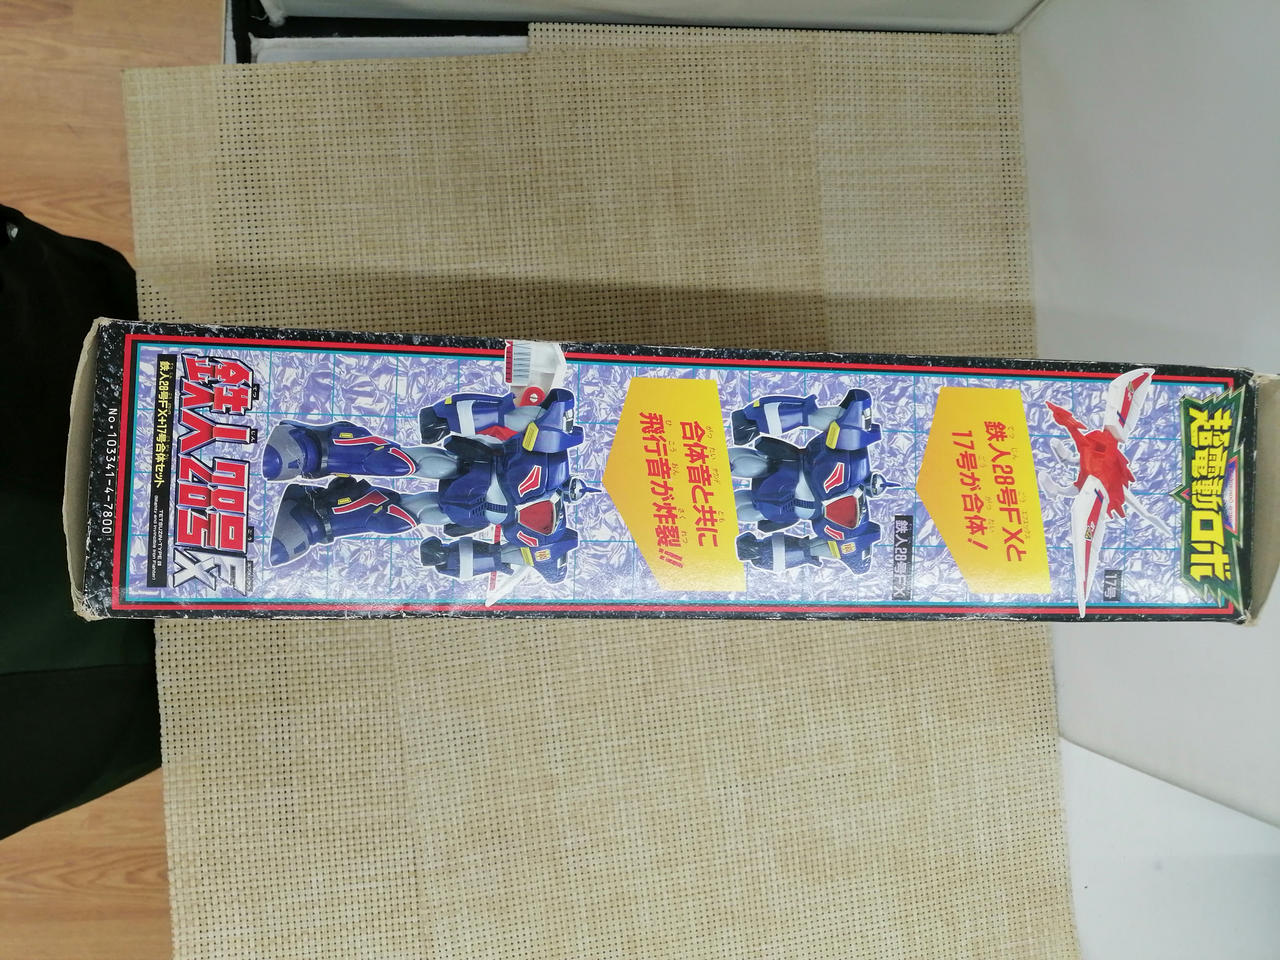 超電動ロボ
17号
鉄人28号FXと
17号が合体!
鉄人28号FX
合体音と共に
飛行音が炸裂!!
鉄人28号FX
鉄人28号FX+17号合体セット
No.103341-4-7800